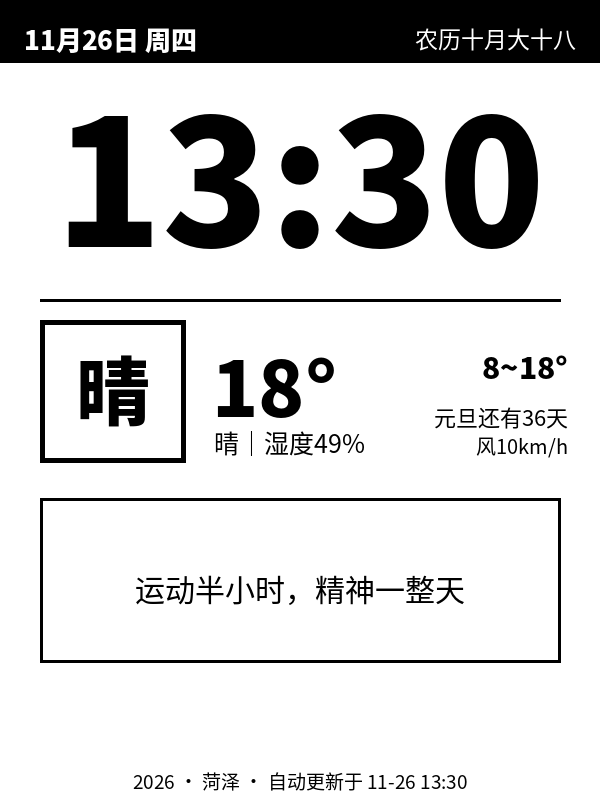 11月26日 周四
农历十月大十八
13:30
晴
18°
晴｜湿度49%
8~18°
元旦还有36天
风10km/h
运动半小时，精神一整天
2026 · 菏泽 · 自动更新于 11-26 13:30